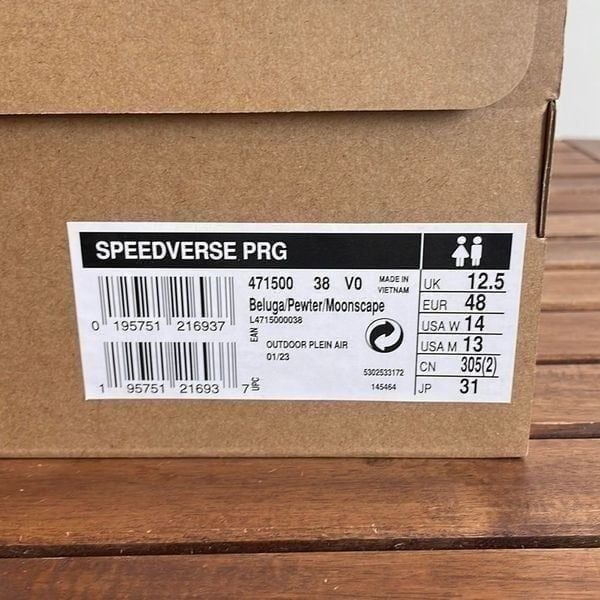 SPEEDVERSE PRG
471500 38 V0 MADE IN VIETNAM
Beluga/Pewter/Moonscape
L4715000038
EAN
0 195751 216937
OUTDOOR PLEIN AIR
01/23
5302533172
145464
1 95751 21693 7
UPC
UK 12.5
EUR 48
USA W 14
USA M 13
CN 305(2)
JP 31